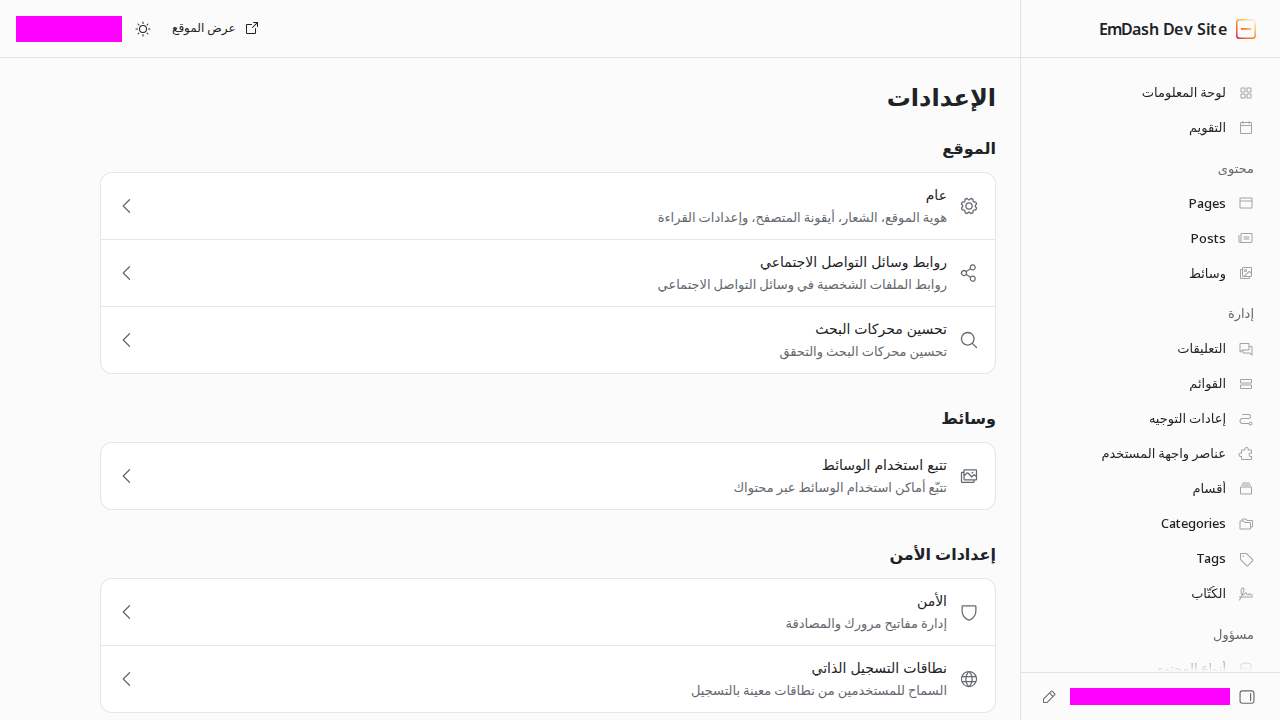 EmDash Dev Site
عرض الموقع
لوحة المعلومات
التقويم
محتوى
Pages
Posts
وسائط
إدارة
التعليقات
القوائم
إعادات التوجيه
عناصر واجهة المستخدم
أقسام
Categories
Tags
الكُتّاب
مسؤول
أنواع المحتوى
الإعدادات
الموقع
عام
هوية الموقع، الشعار، أيقونة المتصفح، وإعدادات القراءة
روابط وسائل التواصل الاجتماعي
روابط الملفات الشخصية في وسائل التواصل الاجتماعي
تحسين محركات البحث
تحسين محركات البحث والتحقق
وسائط
تتبع استخدام الوسائط
تتبّع أماكن استخدام الوسائط عبر محتواك
إعدادات الأمن
الأمن
إدارة مفاتيح مرورك والمصادقة
نطاقات التسجيل الذاتي
السماح للمستخدمين من نطاقات معينة بالتسجيل